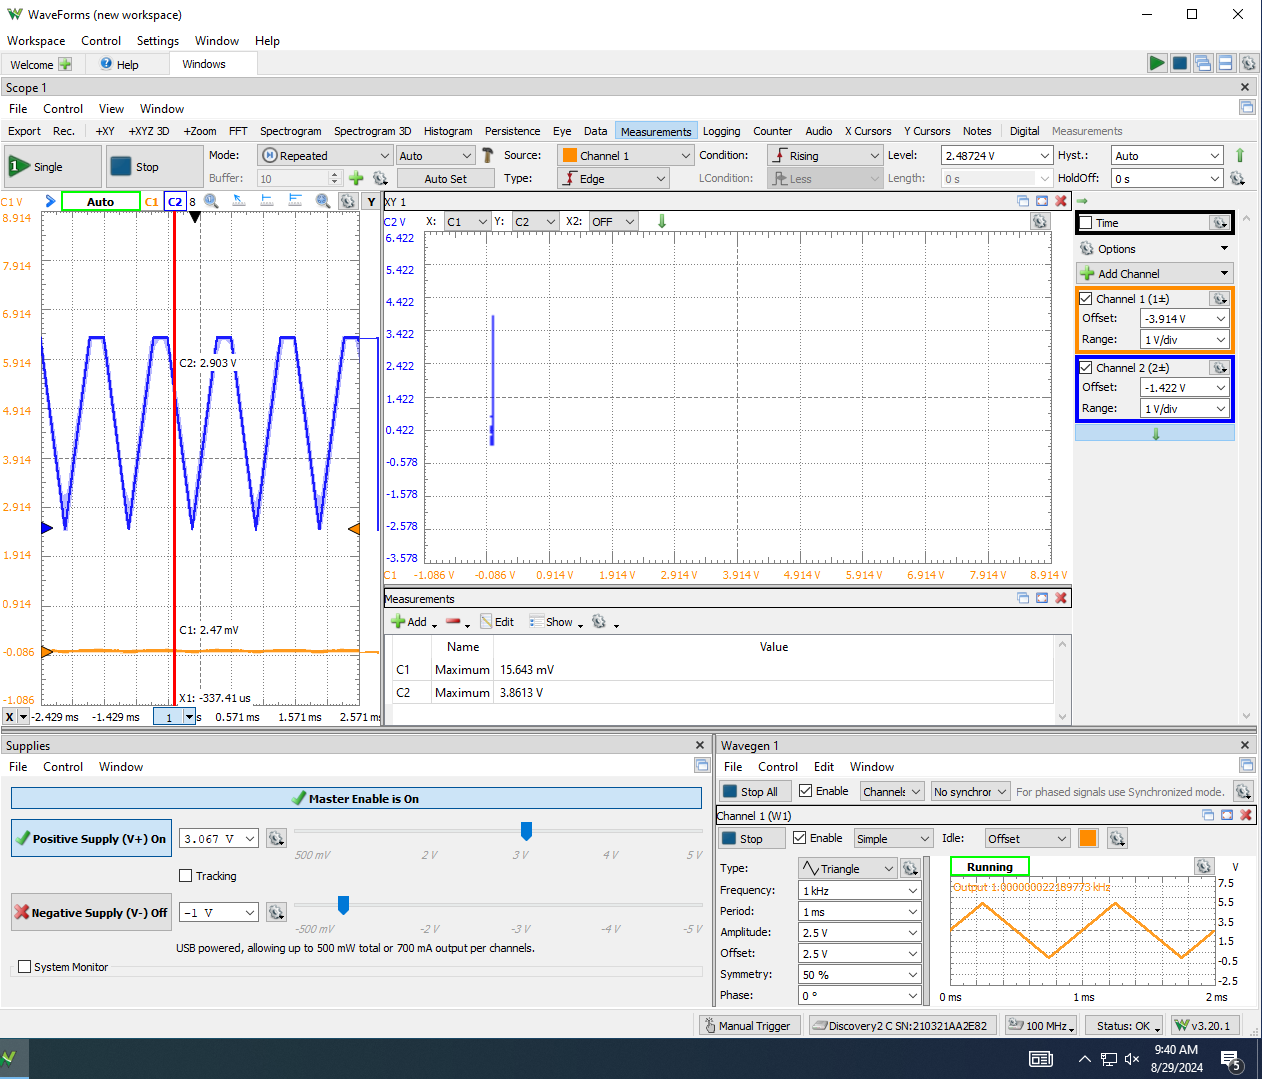 WaveForms (new workspace)
Workspace Control Settings Window Help
Welcome Help Windows
Scope 1
File Control View Window
Export Rec. +XY +XYZ 3D +Zoom FFT Spectrogram Spectrogram 3D Histogram Persistence Eye Data Measurements Logging Counter Audio X Cursors Y Cursors Notes Digital Measurements
1 Single Stop Mode: Repeated Auto Source: Channel 1 Condition: Rising Level: 2.48724 V Hyst.: Auto
Buffer: 10 Auto Set Type: Edge LCondition: Less Length: 0 s HoldOff: 0 s
C1 V Auto C1 C2 8 Y
8.914
7.914
6.914
5.914
4.914
3.914
2.914
1.914
0.914
-0.086
-1.086
C2: 2.903 V
C1: 2.47 mV
X1: -337.41 us
X -2.429 ms -1.429 ms 1 s 0.571 ms 1.571 ms 2.571 ms
XY 1
C2 V X: C1 Y: C2 X2: OFF
6.422
5.422
4.422
3.422
2.422
1.422
0.422
-0.578
-1.578
-2.578
-3.578
C1 -1.086 V -0.086 V 0.914 V 1.914 V 2.914 V 3.914 V 4.914 V 5.914 V 6.914 V 7.914 V 8.914 V
Time
Options
Add Channel
Channel 1 (1±)
Offset: -3.914 V
Range: 1 V/div
Channel 2 (2±)
Offset: -1.422 V
Range: 1 V/div
Measurements
Add Edit Show
Name Value
C1 Maximum 15.643 mV
C2 Maximum 3.8613 V
Supplies
File Control Window
Master Enable is On
Positive Supply (V+) On 3.067 V
500 mV 2 V 3 V 4 V 5 V
Tracking
Negative Supply (V-) Off -1 V
-500 mV -2 V -3 V -4 V -5 V
USB powered, allowing up to 500 mW total or 700 mA output per channels.
System Monitor
Wavegen 1
File Control Edit Window
Stop All Enable Channels No synchror For phased signals use Synchronized mode.
Channel 1 (W1)
Stop Enable Simple Idle: Offset
Type: Triangle
Frequency: 1 kHz
Period: 1 ms
Amplitude: 2.5 V
Offset: 2.5 V
Symmetry: 50 %
Phase: 0 °
Running V
Output 1.000000022189773 kHz
7.5
5.5
3.5
1.5
-0.5
-2.5
0 ms 1 ms 2 ms
Manual Trigger Discovery2 C SN:210321AA2E82 100 MHz Status: OK v3.20.1
9:40 AM
8/29/2024
5